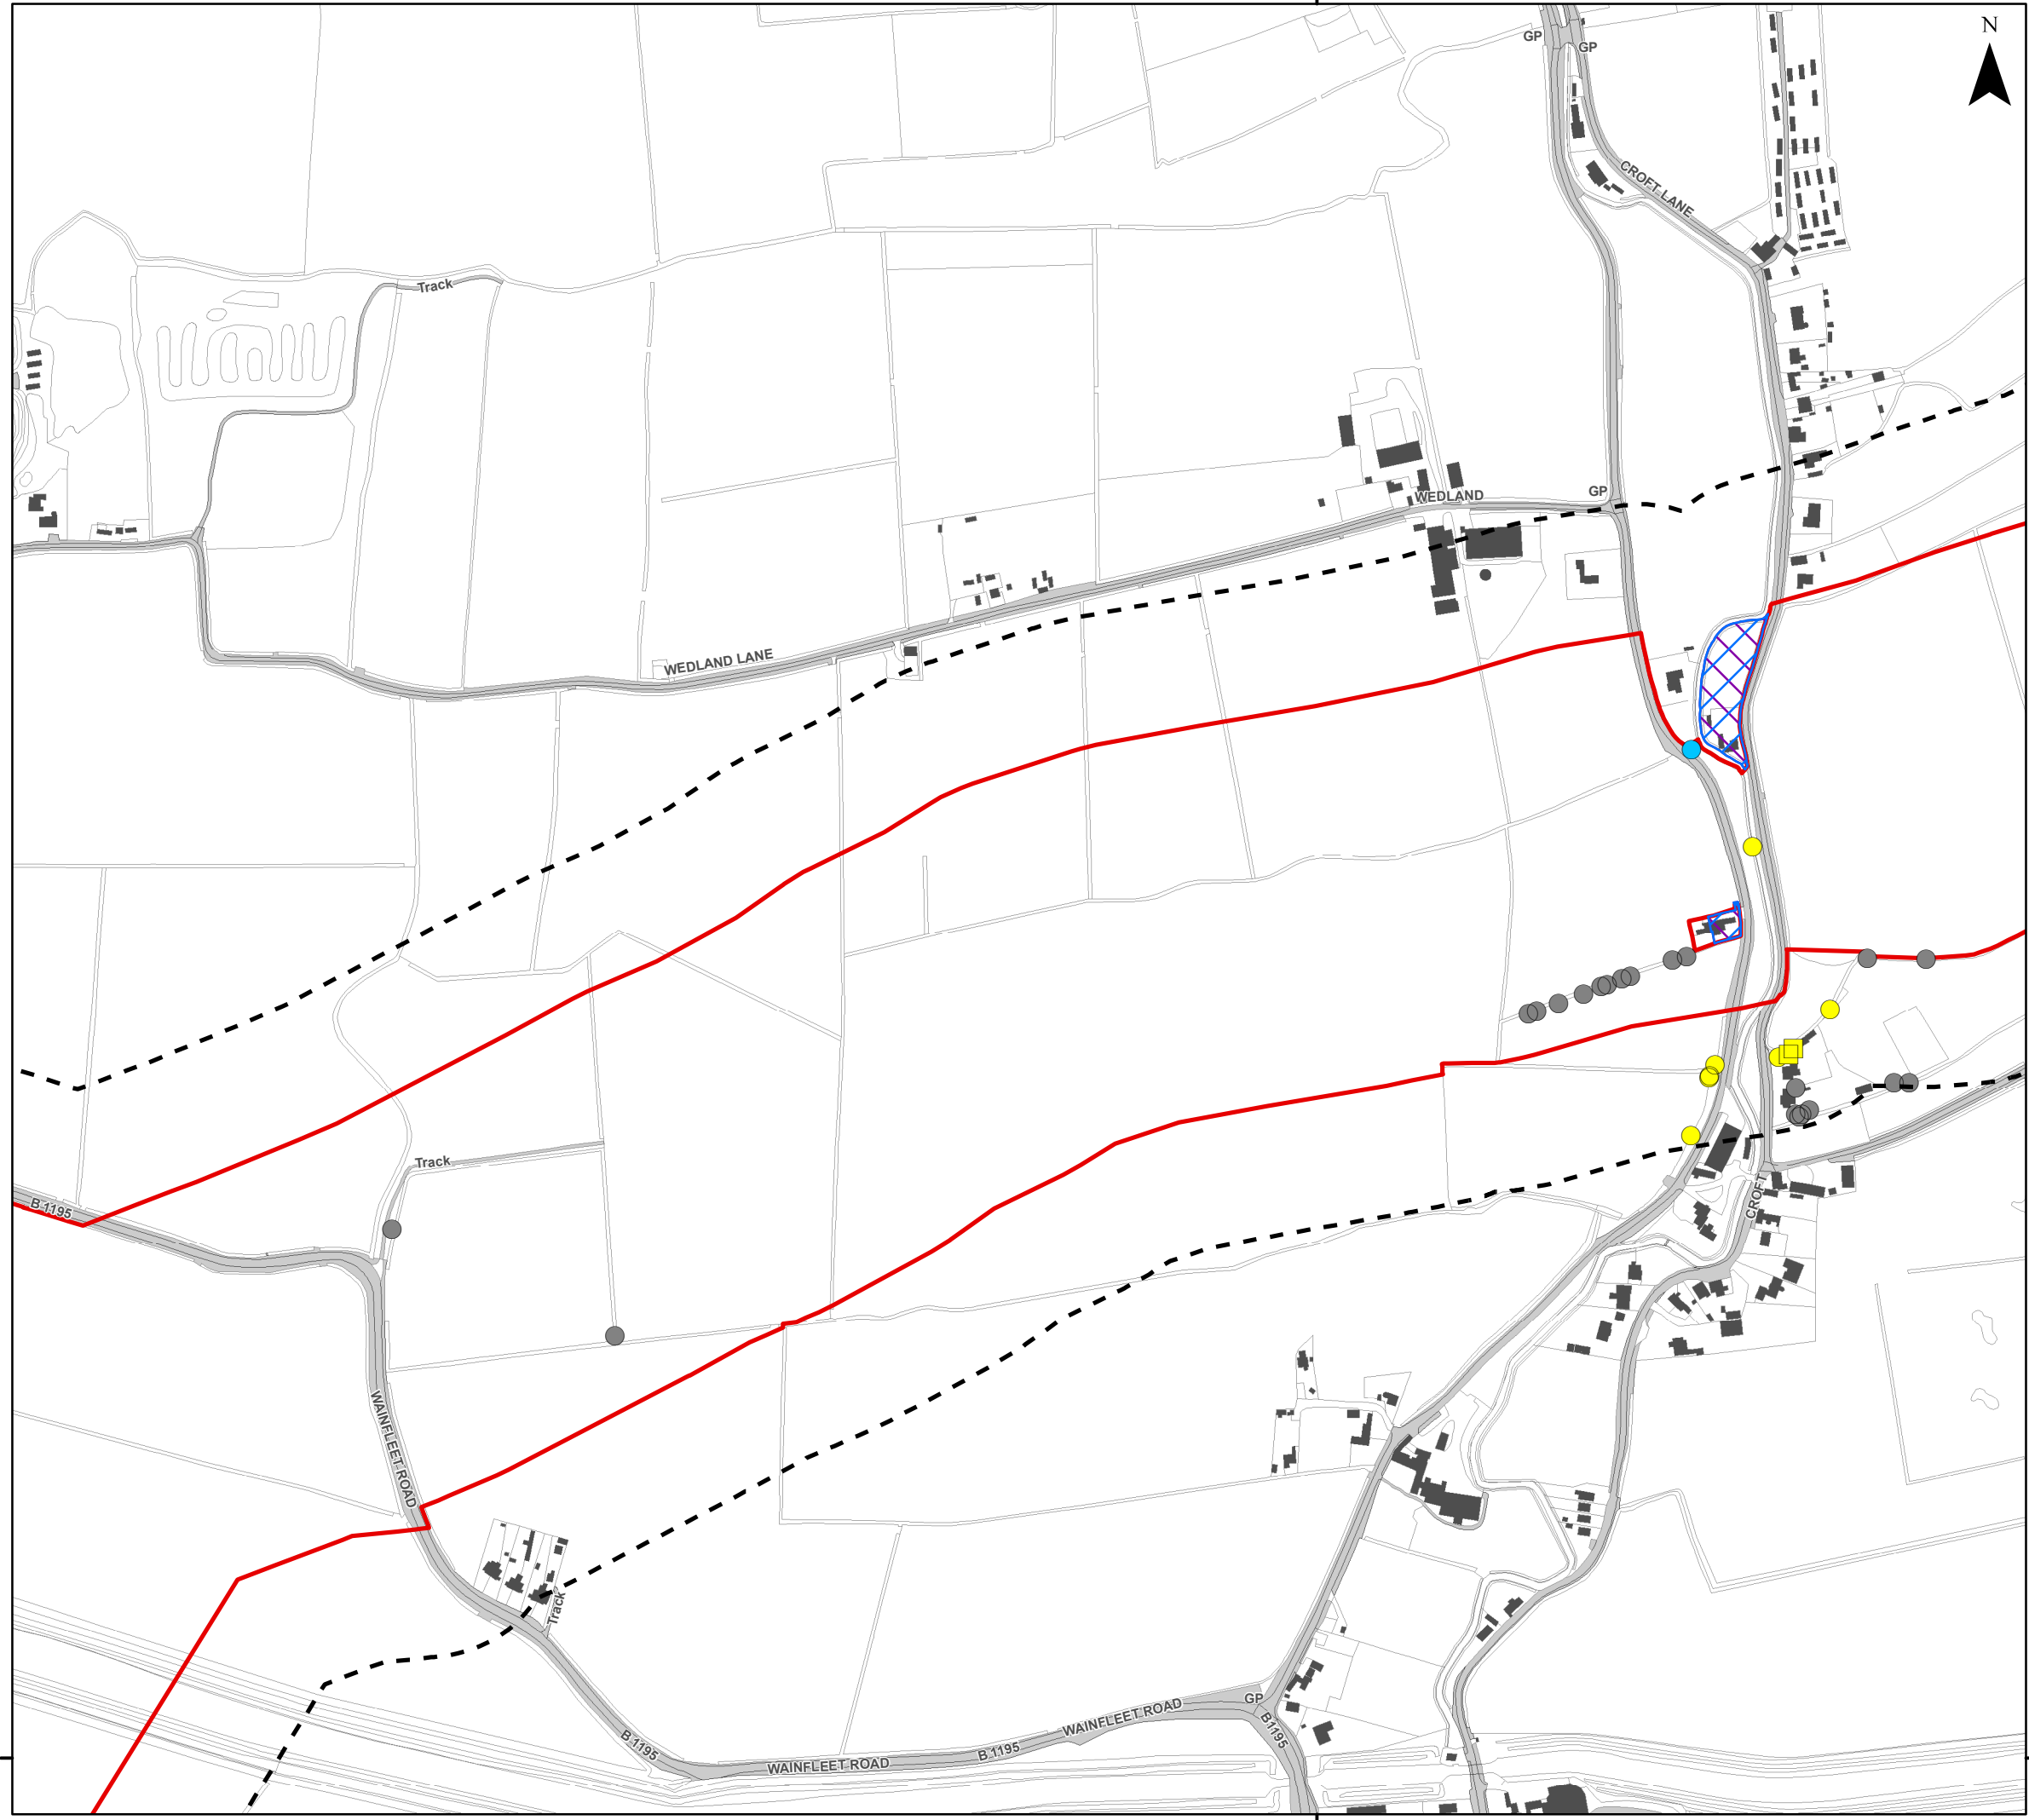 N
GP
GP
CROFT LANE
Track
WEDLAND
GP
WEDLAND LANE
Track
B 1195
CROFT
WAINFLEET ROAD
Track
GP
WAINFLEET ROAD
B1195
B 1195
B 1195
WAINFLEET ROAD